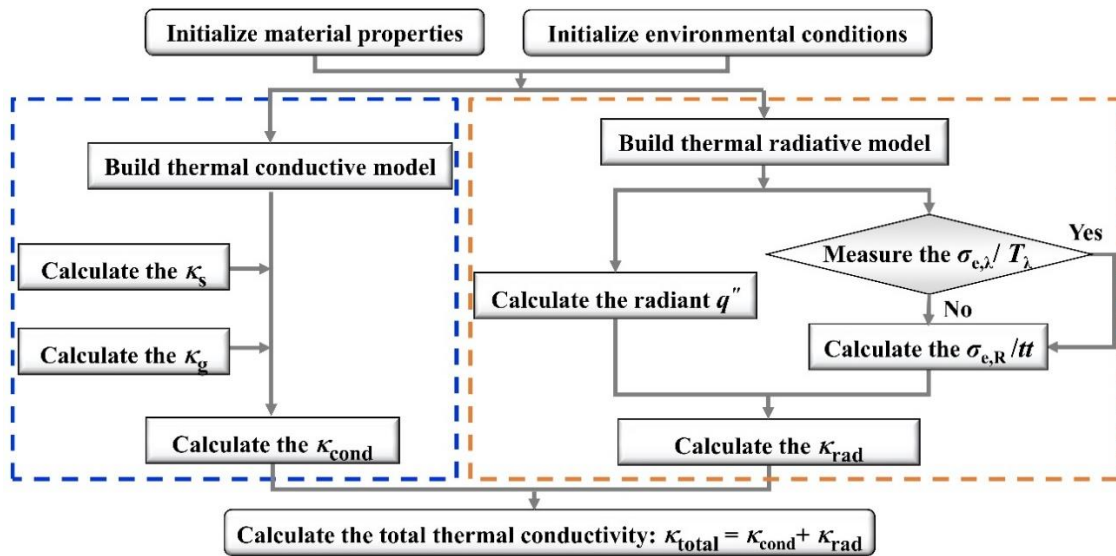 Initialize material properties
Initialize environmental conditions
Build thermal conductive model
Calculate the κs
Calculate the κg
Calculate the κcond
Build thermal radiative model
Measure the σe,λ/ Tλ
Yes
No
Calculate the radiant q″
Calculate the σe,R /tt
Calculate the κrad
Calculate the total thermal conductivity: κtotal = κcond+ κrad